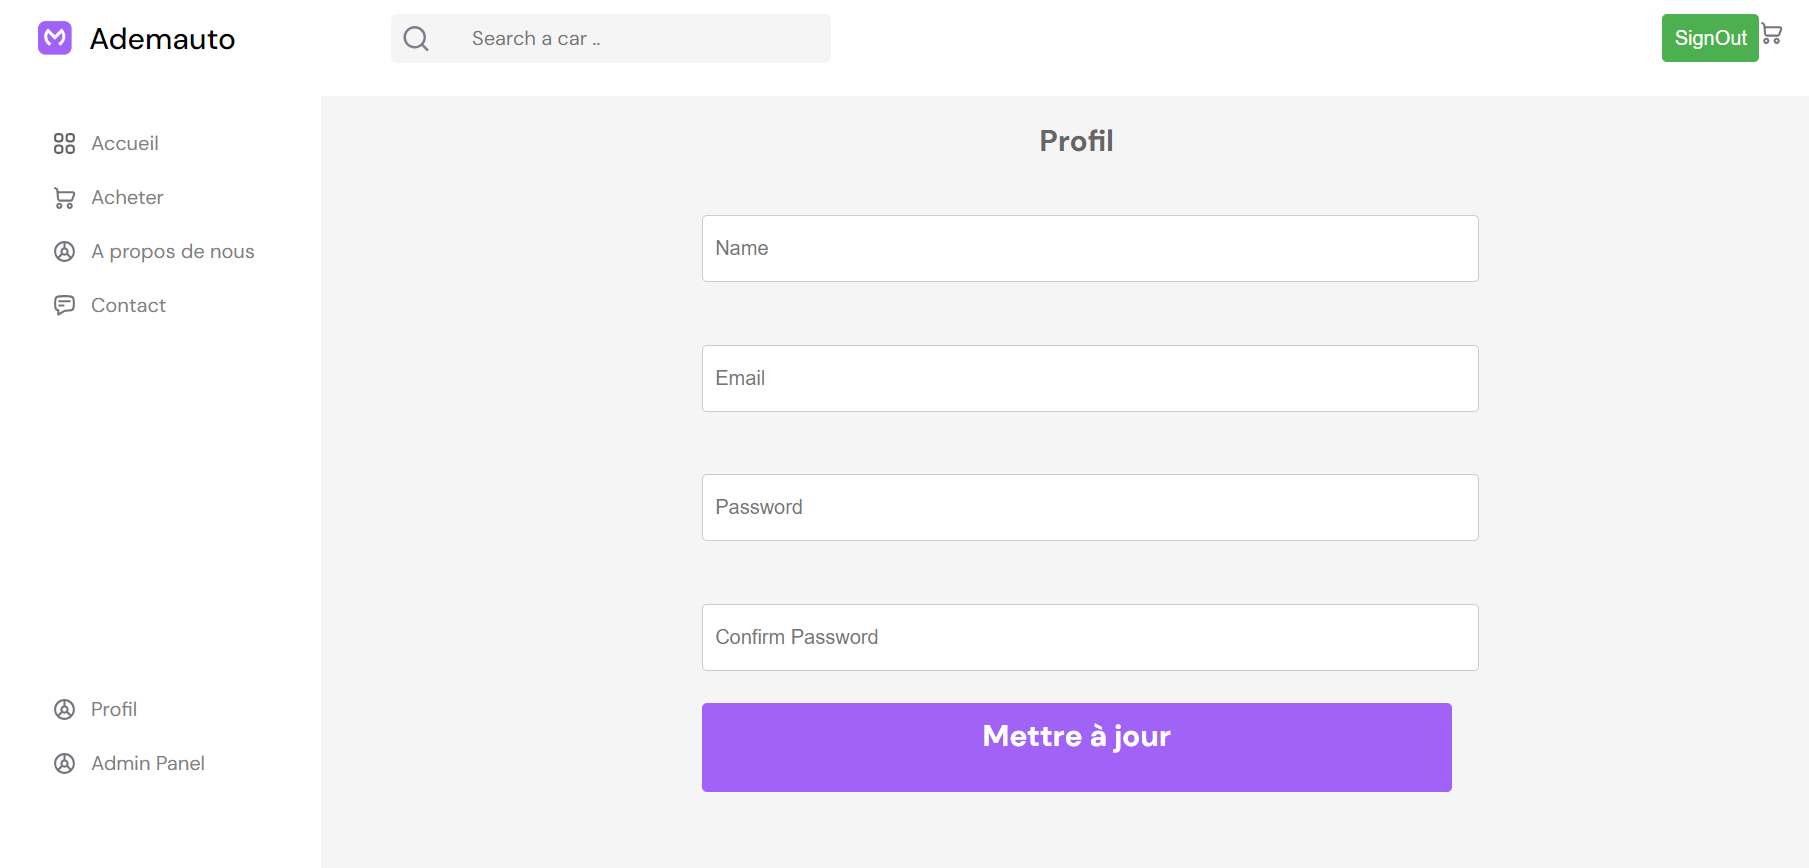 Ademauto
Search a car ..
SignOut
Accueil
Acheter
A propos de nous
Contact
Profil
Admin Panel
Profil
Name
Email
Password
Confirm Password
Mettre à jour